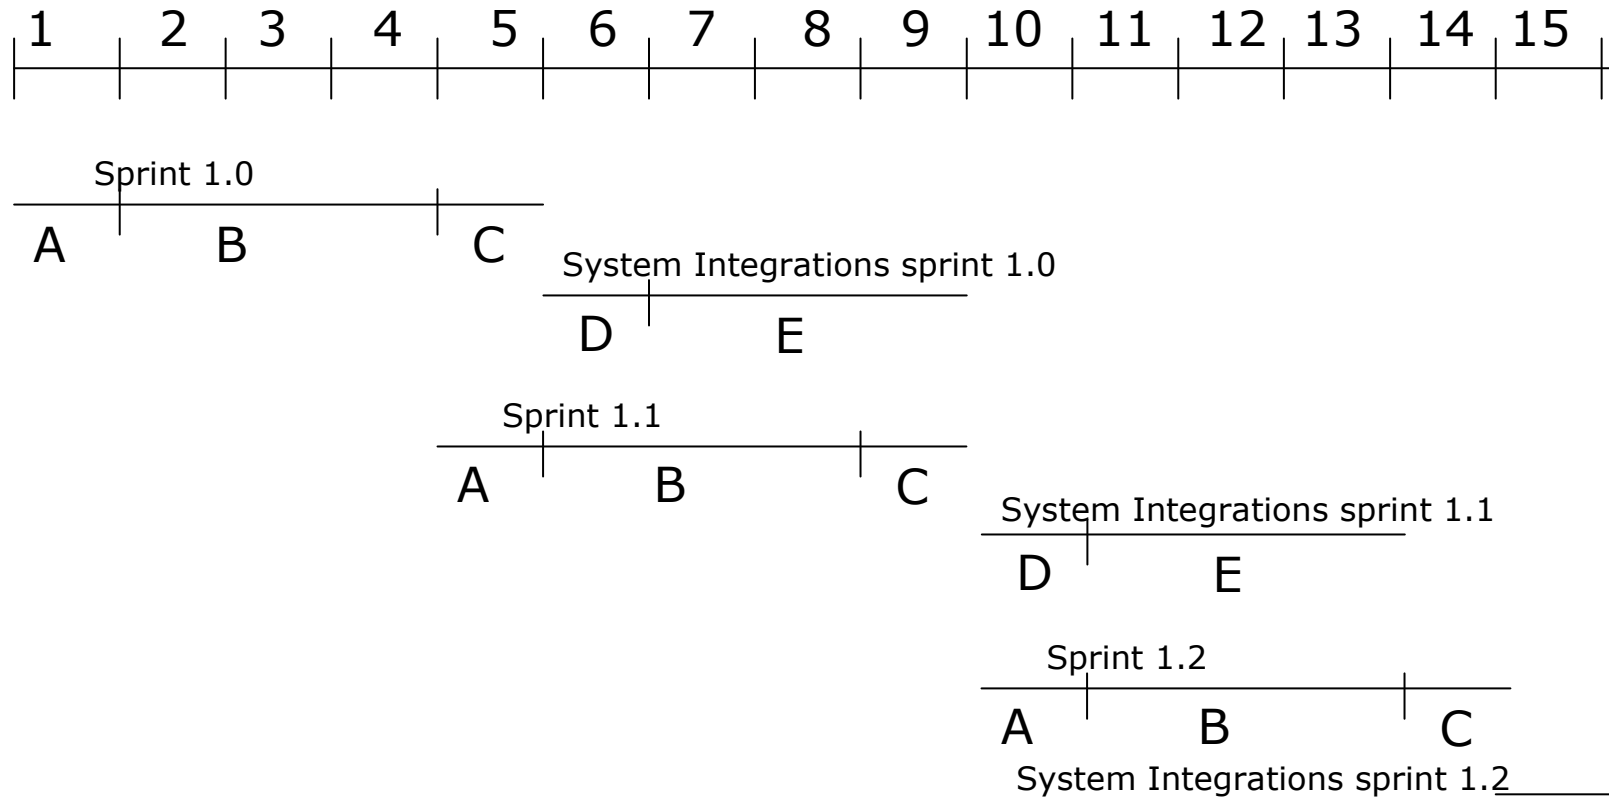 1 2 3 4 5 6 7 8 9 10 11 12 13 14 15
Sprint 1.0
A B C
System Integrations sprint 1.0
D E
Sprint 1.1
A B C
System Integrations sprint 1.1
D E
Sprint 1.2
A B C
System Integrations sprint 1.2